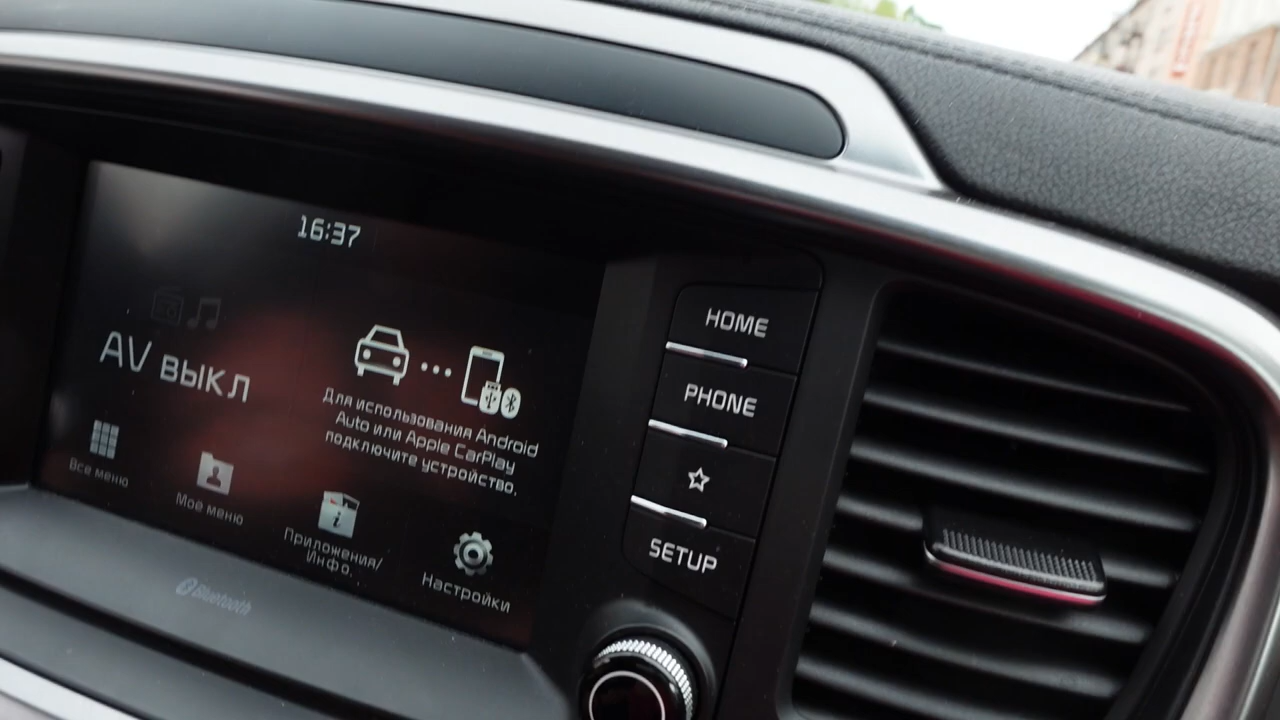 16:37
AV ВЫКЛ
Для использования Android
Auto или Apple CarPlay
подключите устройство.
Все меню
Моё меню
Приложения/
Инфо.
Настройки
Bluetooth
HOME
PHONE
SETUP